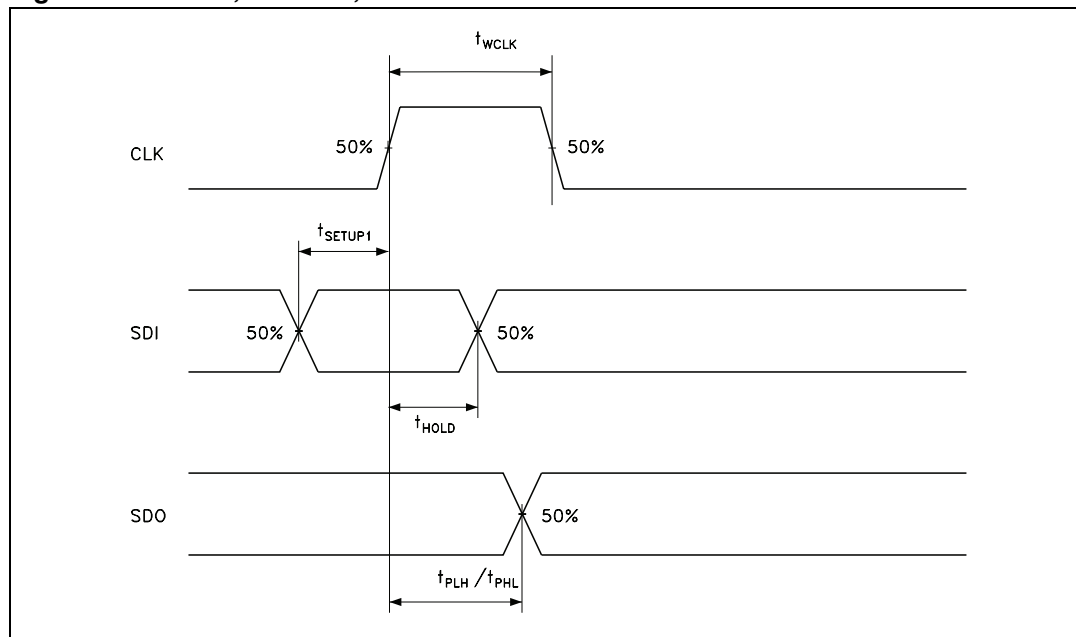 t_WCLK
50% 50%
CLK
t_SETUP1
50% 50%
SDI
t_HOLD
SDO 50%
t_PLH / t_PHL